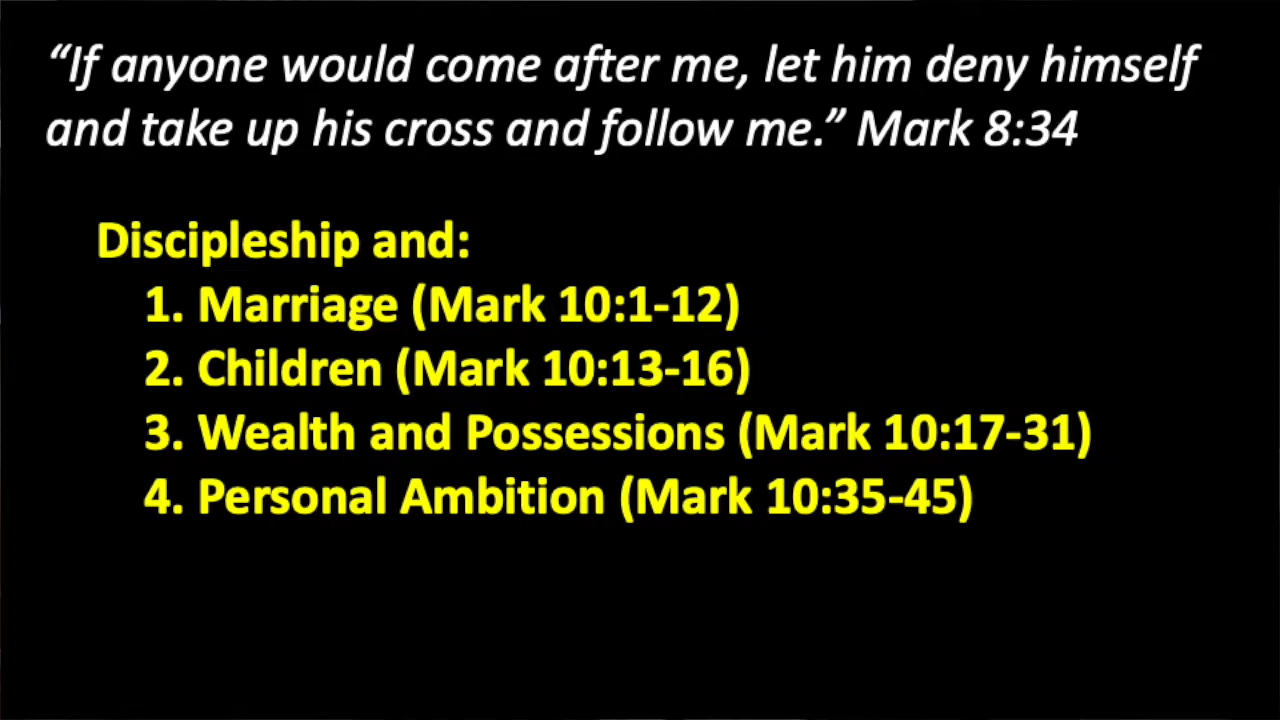 “If anyone would come after me, let him deny himself
and take up his cross and follow me.” Mark 8:34
Discipleship and:
1. Marriage (Mark 10:1-12)
2. Children (Mark 10:13-16)
3. Wealth and Possessions (Mark 10:17-31)
4. Personal Ambition (Mark 10:35-45)